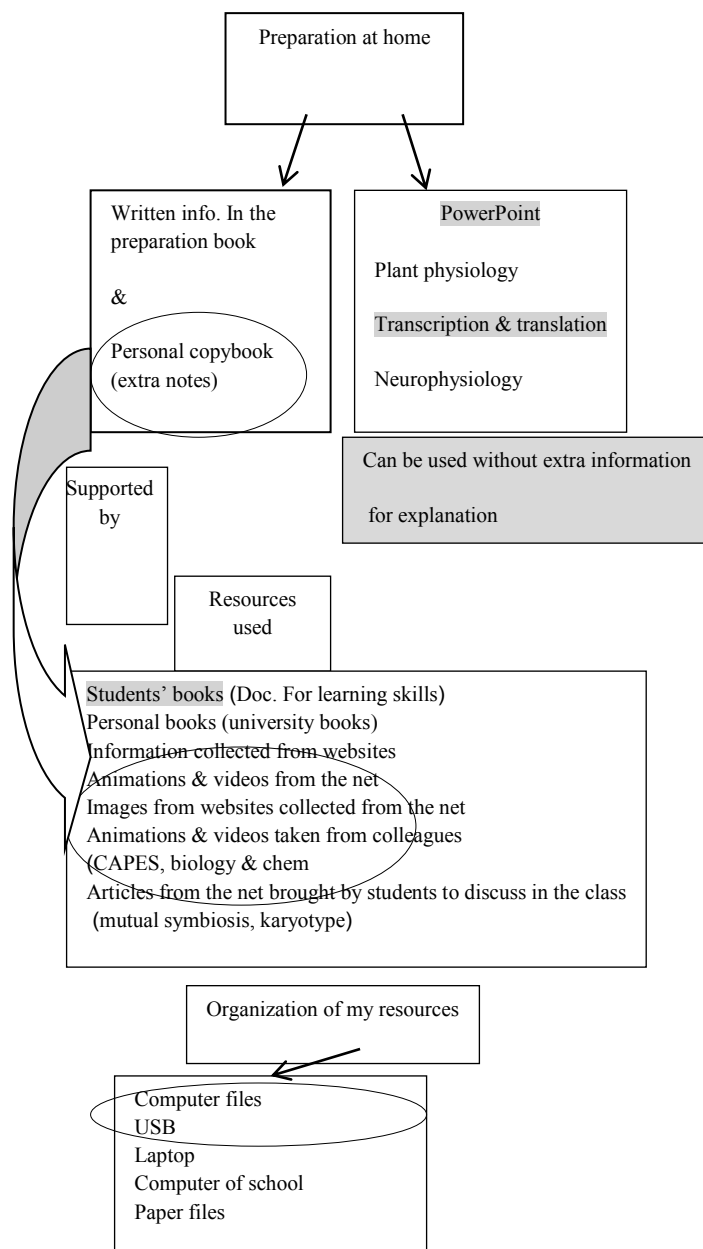 Preparation at home
Written info. In the
preparation book
&
Personal copybook
(extra notes)
PowerPoint
Plant physiology
Transcription & translation
Neurophysiology
Can be used without extra information
for explanation
Supported
by
Resources
used
Students’ books (Doc. For learning skills)
Personal books (university books)
Information collected from websites
Animations & videos from the net
Images from websites collected from the net
Animations & videos taken from colleagues
(CAPES, biology & chem
Articles from the net brought by students to discuss in the class
(mutual symbiosis, karyotype)
Organization of my resources
Computer files
USB
Laptop
Computer of school
Paper files